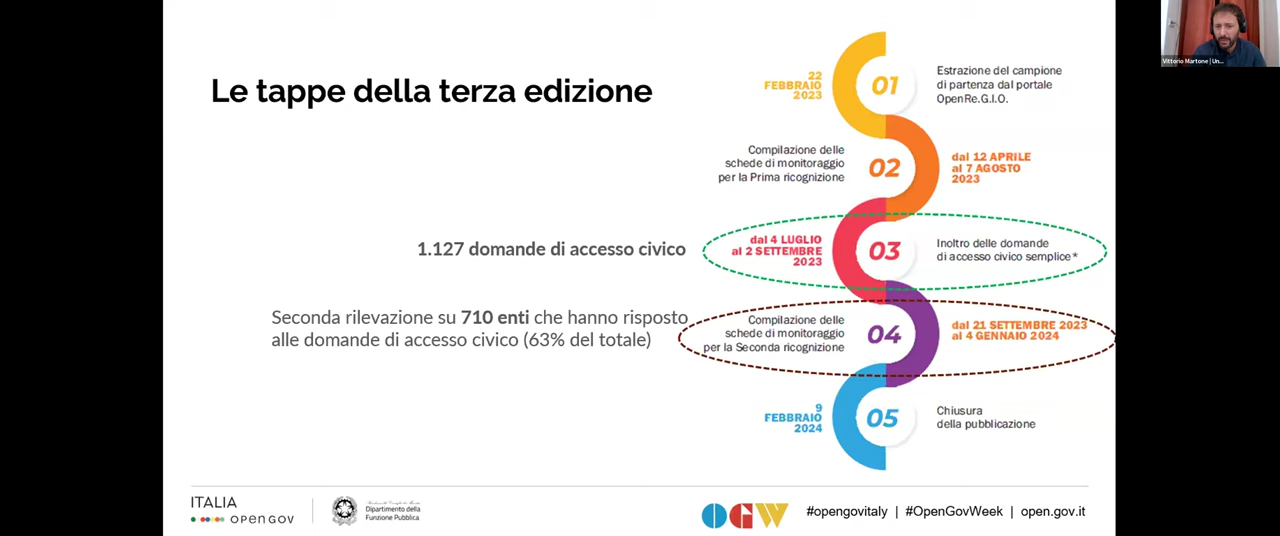 Le tappe della terza edizione
22
FEBBRAIO
2023
01
Estrazione del campione
di partenza dal portale
OpenRe.G.I.O.
Compilazione delle
schede di monitoraggio
per la Prima ricognizione
02
dal 12 APRILE
al 7 AGOSTO
2023
1.127 domande di accesso civico
dal 4 LUGLIO
al 2 SETTEMBRE
2023
03
Inoltro delle domande
di accesso civico semplice*
Seconda rilevazione su 710 enti che hanno risposto
alle domande di accesso civico (63% del totale)
Compilazione delle
schede di monitoraggio
per la Seconda ricognizione
04
dal 21 SETTEMBRE 2023
al 4 GENNAIO 2024
9
FEBBRAIO
2024
05
Chiusura
della pubblicazione
ITALIA
OPEN GOV
Dipartimento della
Funzione Pubblica
OGW
#opengovitaly | #OpenGovWeek | open.gov.it
Vittorio Martone | Un...